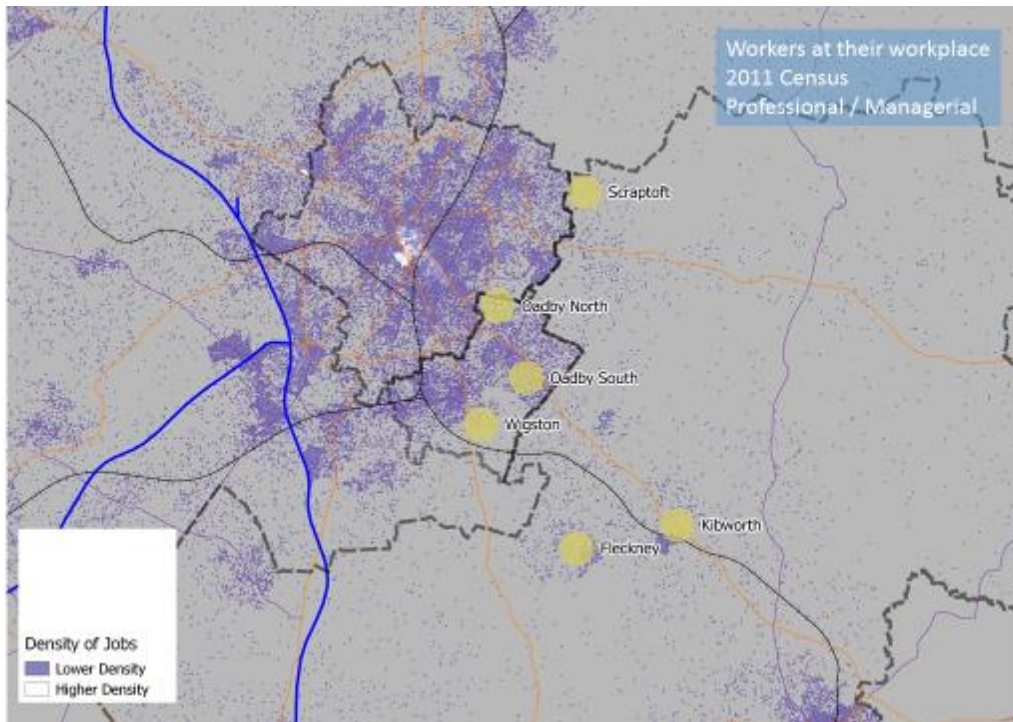 Workers at their workplace
2011 Census
Professional / Managerial
Scraptoft
Oadby North
Oadby South
Wigston
Kibworth
Fleckney
Density of Jobs
Lower Density
Higher Density